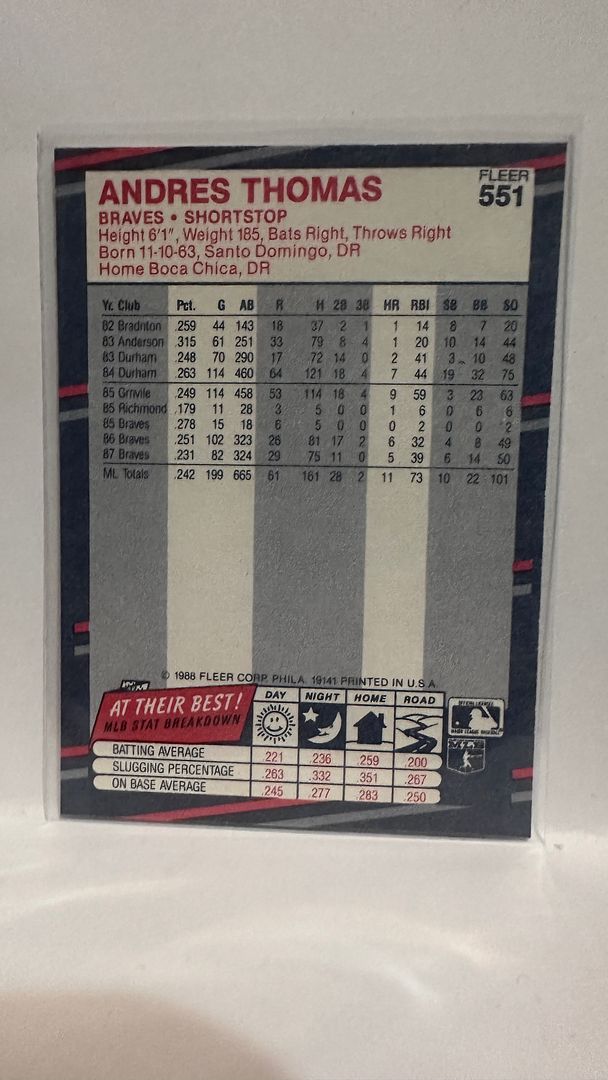 FLEER
551
ANDRES THOMAS
BRAVES • SHORTSTOP
Height 6'1", Weight 185, Bats Right, Throws Right
Born 11-10-63, Santo Domingo, DR
Home Boca Chica, DR
Yr. Club Pct. G AB R H 2B 3B HR RBI SB BB SO
82 Bradnton .259 44 143 18 37 2 1 1 14 8 7 20
83 Anderson .315 61 251 33 79 8 4 1 20 10 14 44
83 Durham .248 70 290 17 72 14 0 2 41 3 10 48
84 Durham .263 114 460 64 121 18 4 7 44 19 32 75
85 Grnvile .249 114 458 53 114 18 4 9 59 3 23 63
85 Richmond .179 11 28 3 5 0 0 1 6 0 6 6
85 Braves .278 15 18 6 5 0 0 0 2 0 0 2
86 Braves .251 102 323 26 81 17 2 6 32 4 8 49
87 Braves .231 82 324 29 75 11 0 5 39 6 14 50
ML Totals .242 199 665 61 161 28 2 11 73 10 22 101
© 1988 FLEER CORP. PHILA. 19141 PRINTED IN U.S.A.
AT THEIR BEST!
MLB STAT BREAKDOWN
DAY NIGHT HOME ROAD
BATTING AVERAGE .221 .236 .259 .200
SLUGGING PERCENTAGE .263 .332 .351 .267
ON BASE AVERAGE .245 .277 .283 .250